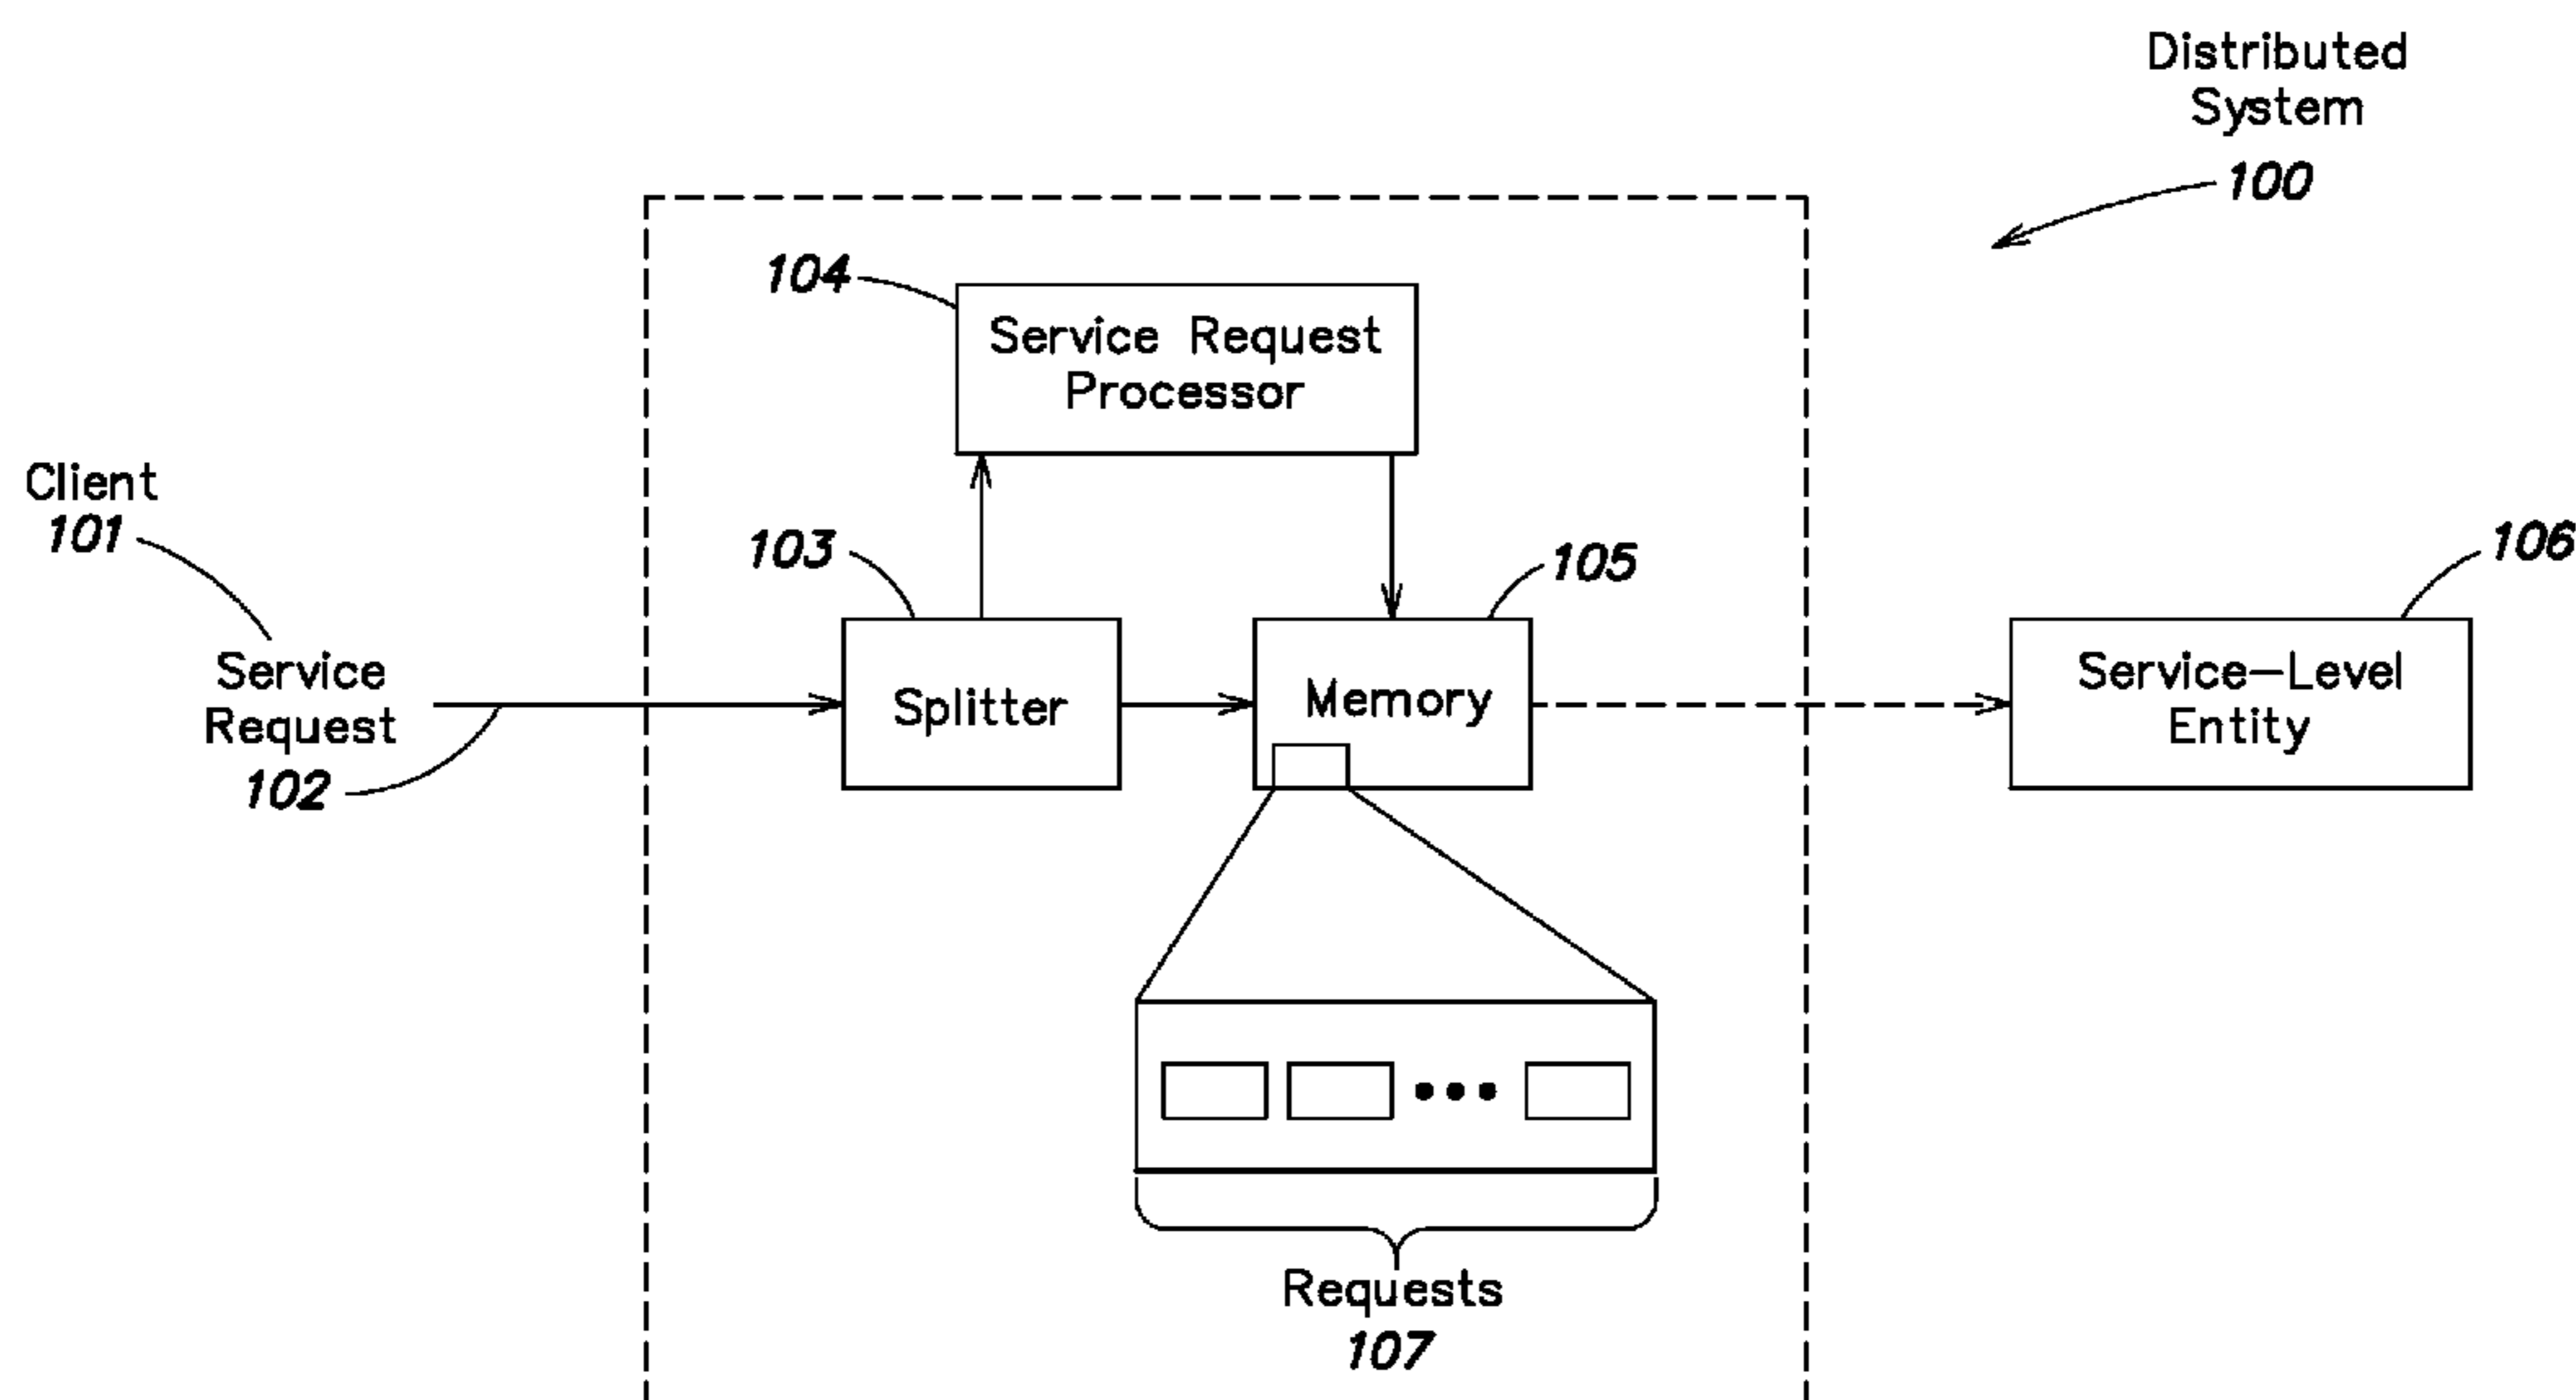 Distributed
System
100
104
Service Request
Processor
Client
101
103
105
106
Service
Request
102
Splitter
Memory
Service-Level
Entity
Requests
107